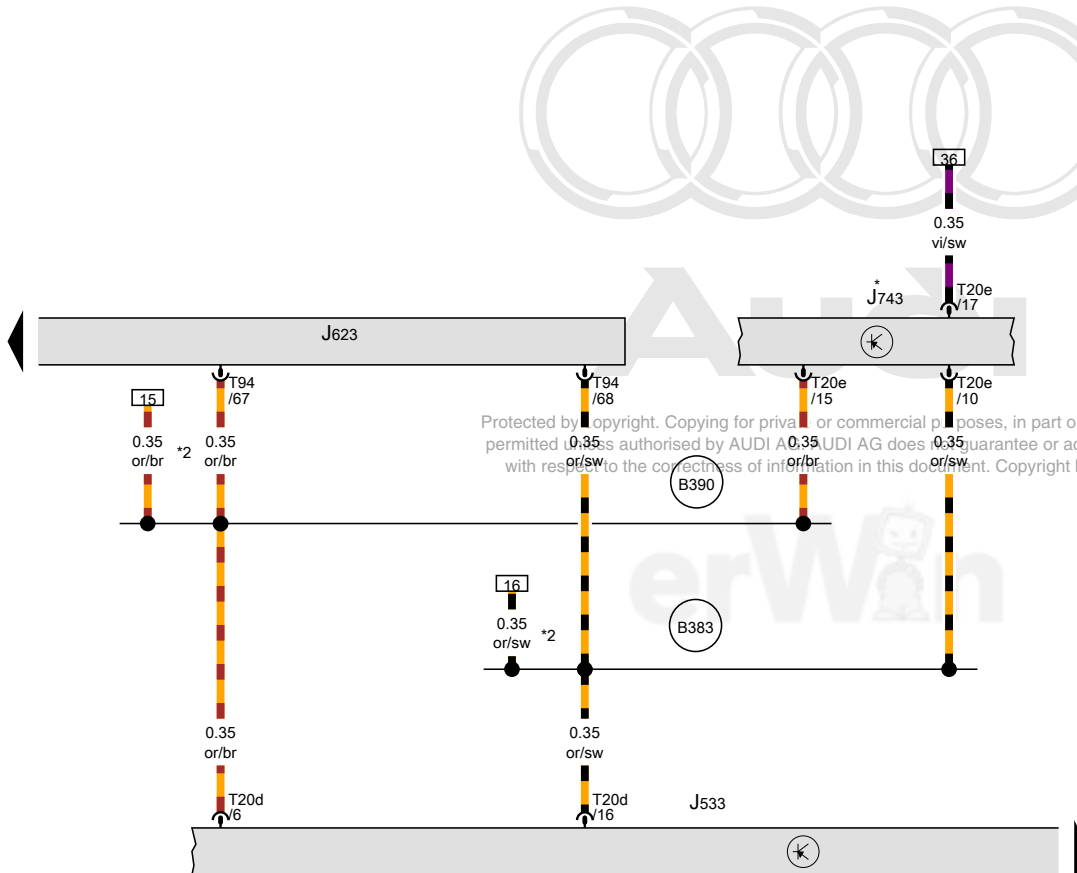 36
0.35
vi/sw
Audi
*
J743
T20e
/17
J623
T94
/67
T94
/68
T20e
/15
T20e
/10
15
0.35
or/br
*2
0.35
or/br
0.35
or/sw
0.35
or/br
0.35
or/sw
Protected by copyright. Copying for priva or commercial p poses, in part o
permitted unless authorised by AUDI AG. AUDI AG does not guarantee or ac
with respect to the correctness of information in this document. Copyright
B390
erWin
16
0.35
or/sw
*2
B383
0.35
or/br
0.35
or/sw
T20d
/6
T20d
/16
J533